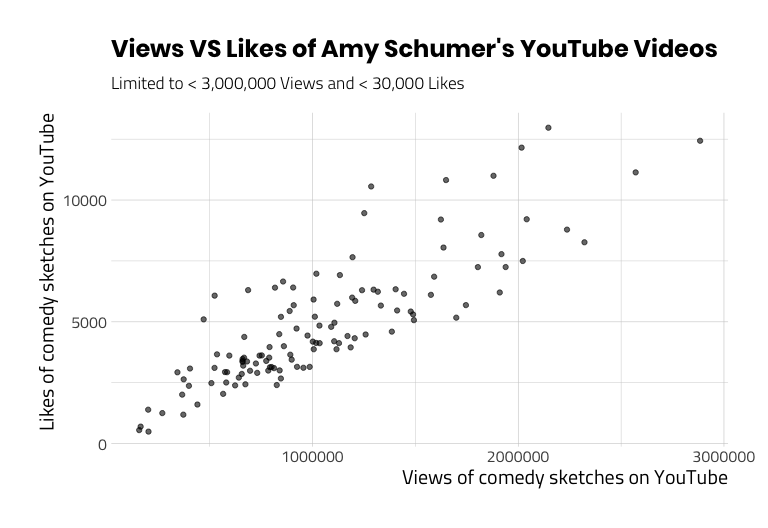 Views VS Likes of Amy Schumer's YouTube Videos
Limited to < 3,000,000 Views and < 30,000 Likes
Likes of comedy sketches on YouTube
10000
5000
0
1000000
2000000
3000000
Views of comedy sketches on YouTube